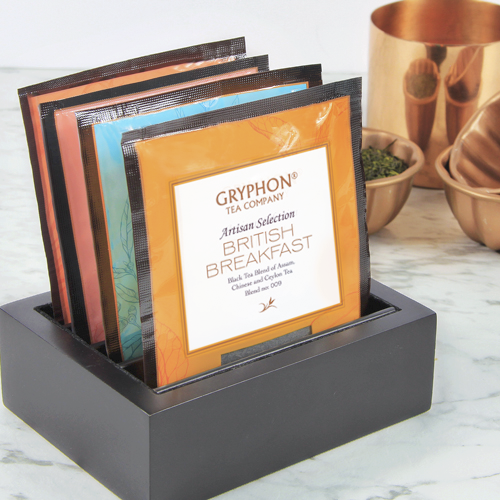 GRYPHON®
TEA COMPANY
Artisan Selection
BRITISH
BREAKFAST
Black Tea Blend of Assam,
Chinese and Ceylon Tea
Blend no: 009